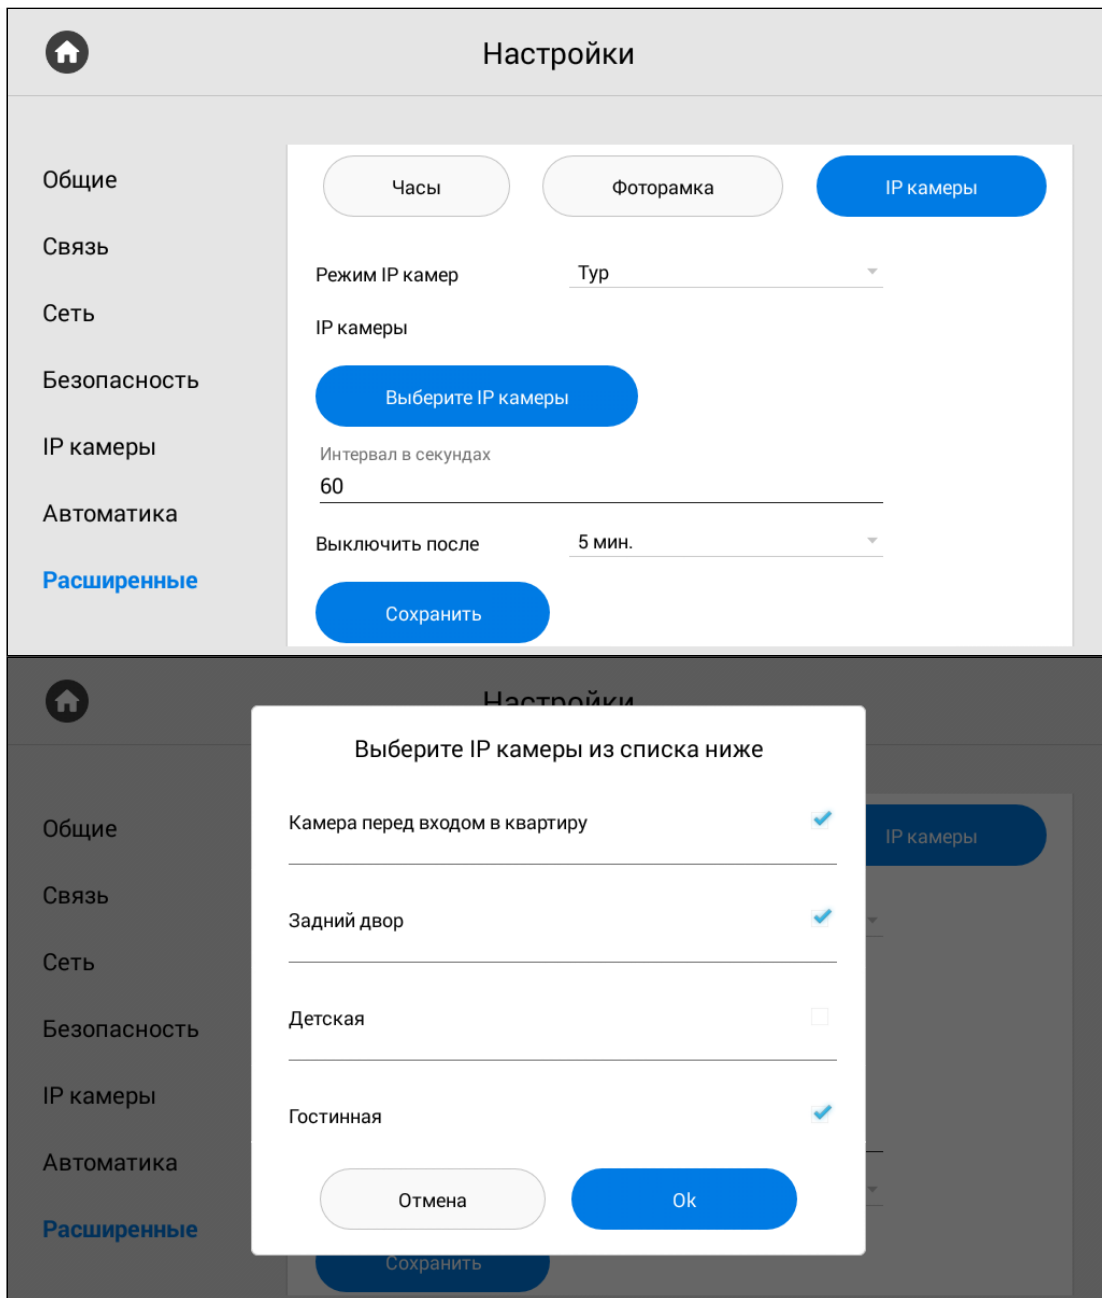 Настройки
Общие
Часы
Фоторамка
IP камеры
Связь
Режим IP камер
Тур
Сеть
IP камеры
Безопасность
Выберите IP камеры
IP камеры
Интервал в секундах
60
Автоматика
Выключить после
5 мин.
Расширенные
Сохранить
Настройки
Выберите IP камеры из списка ниже
Общие
Камера перед входом в квартиру
IP камеры
Связь
Задний двор
Сеть
Безопасность
Детская
IP камеры
Гостинная
Автоматика
Отмена
Ok
Расширенные
Сохранить